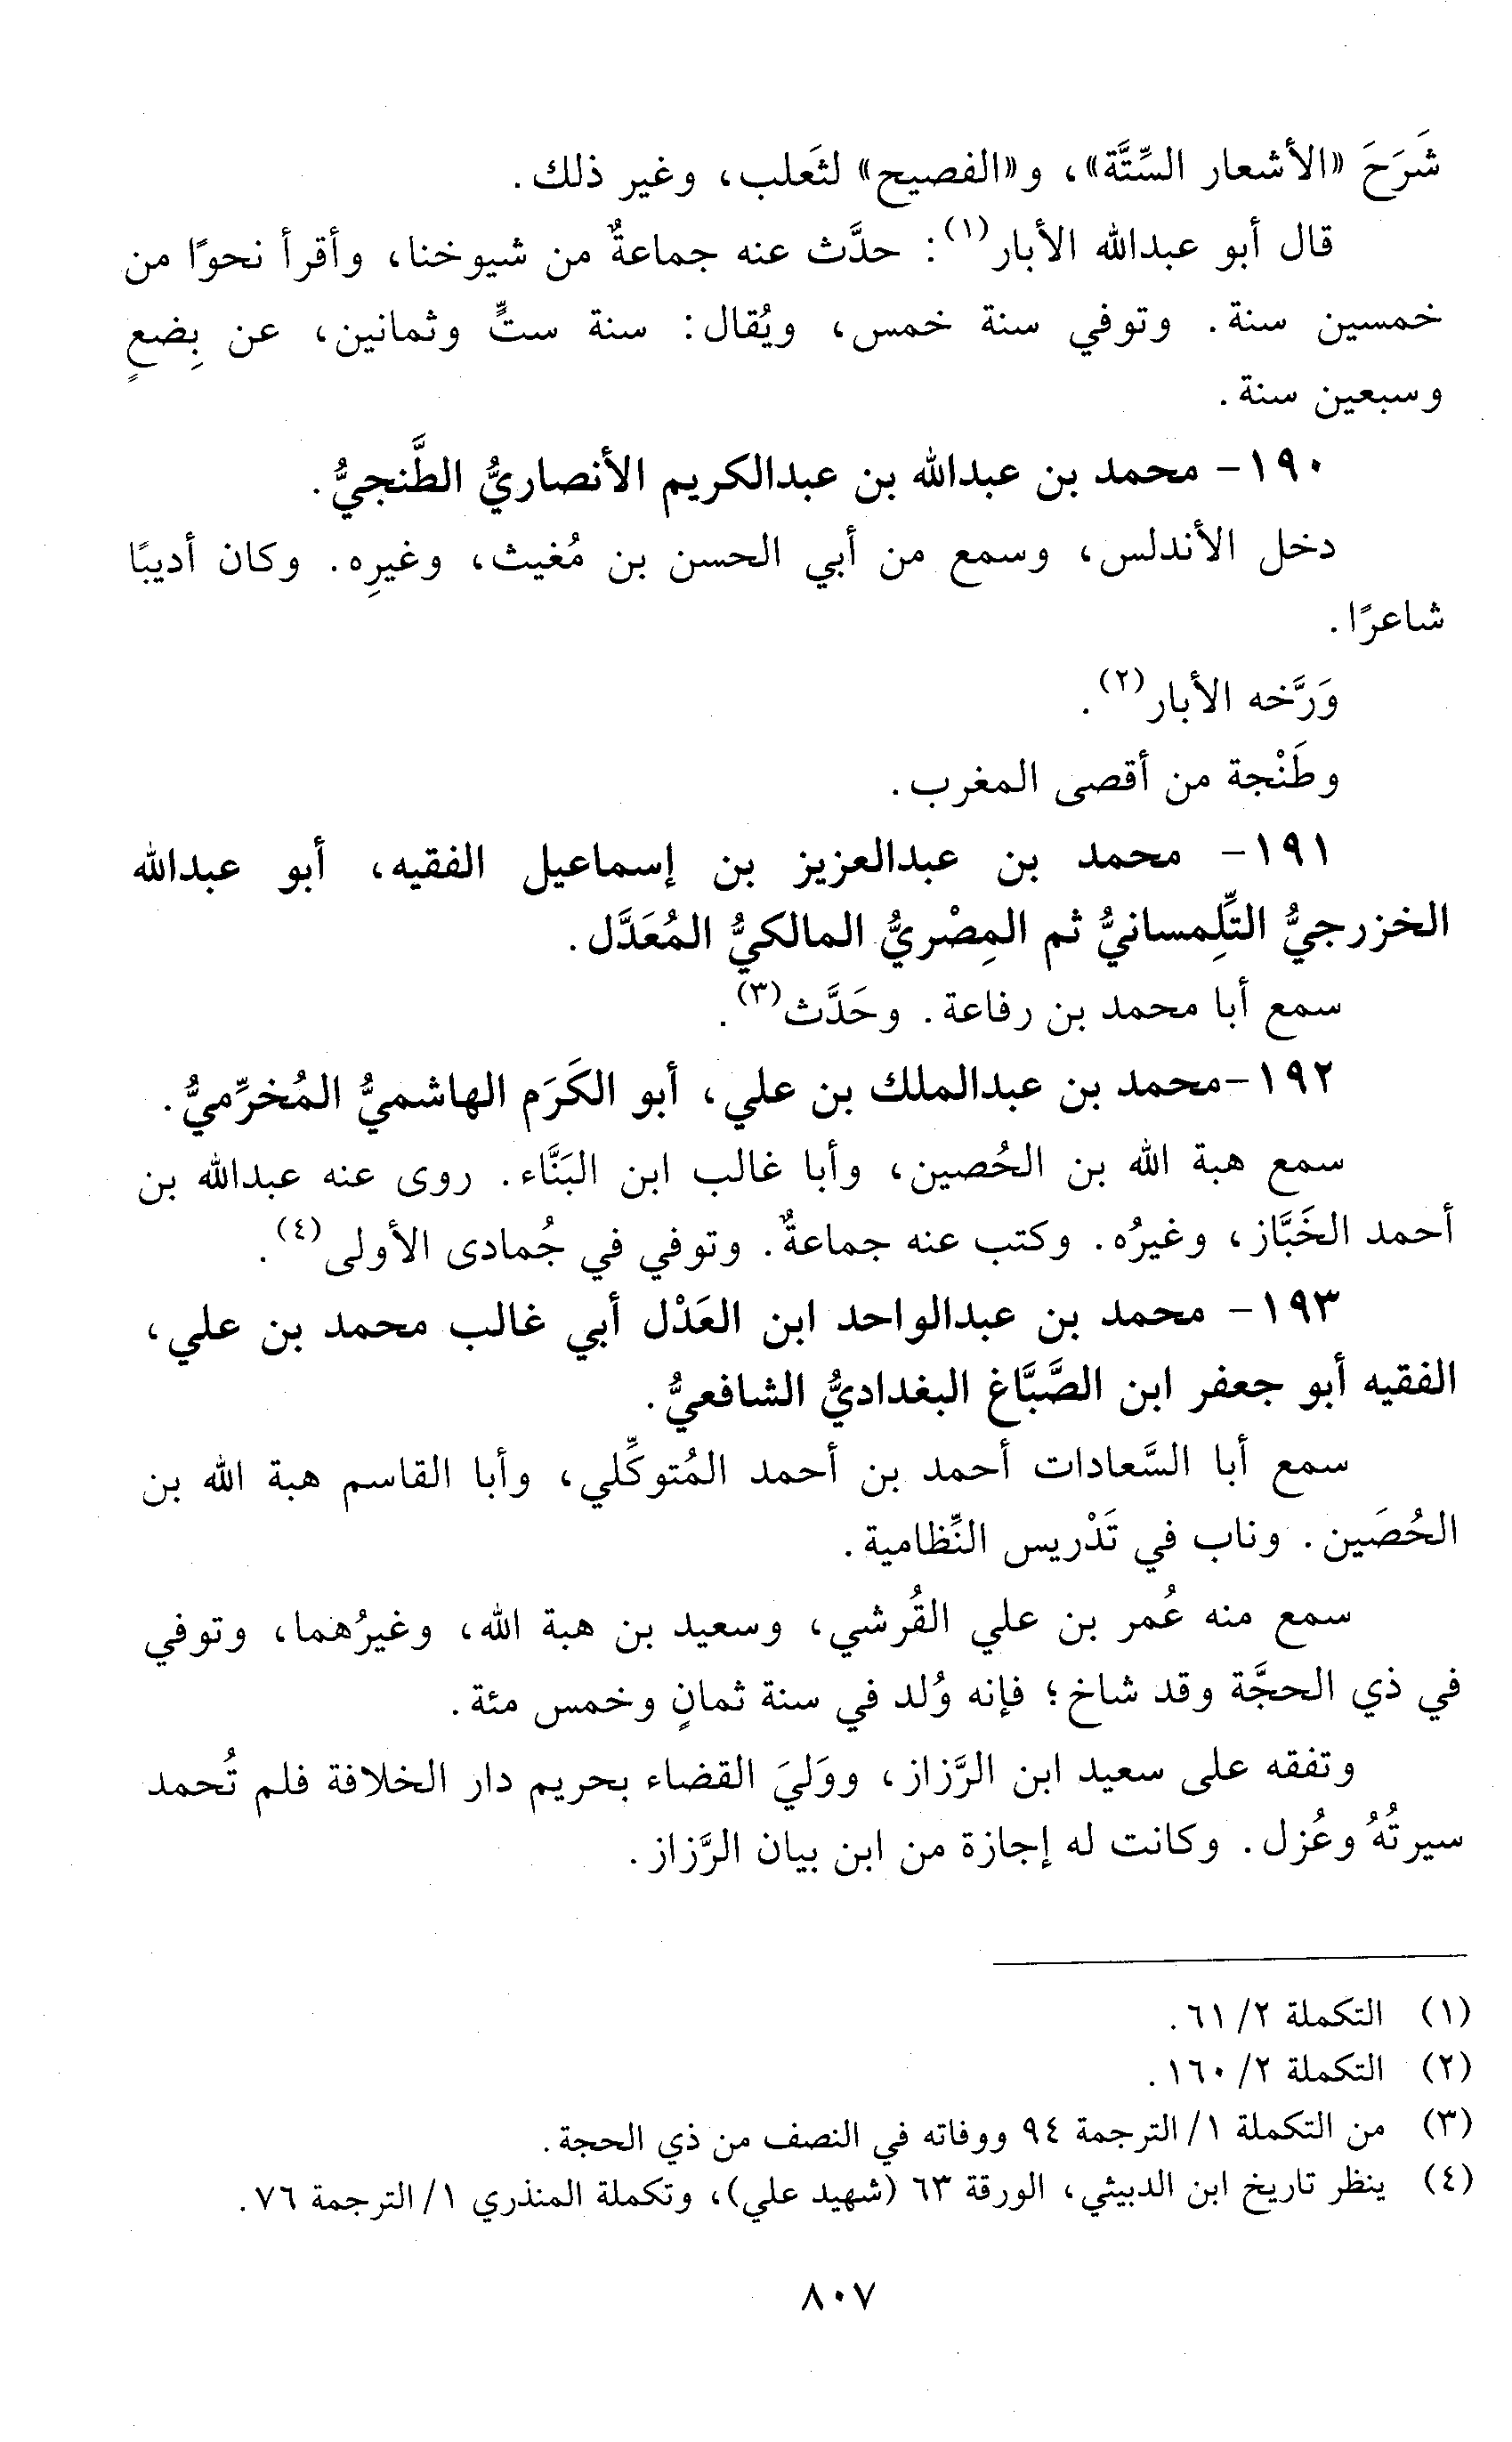 شَرَحَ «الأشعار السِّتَّة»، و«الفصيح» لثَعلب، وغير ذلك.
قال أبو عبدالله الأبار(١): حدَّث عنه جماعةٌ من شيوخنا، وأقرأ نحوًا من
خمسين سنة. وتوفي سنة خمس، ويُقال: سنة ستٍّ وثمانين، عن بِضعٍ
وسبعين سنة.
١٩٠- محمد بن عبدالله بن عبدالكريم الأنصاريُّ الطَّنجيُّ.
دخل الأندلس، وسمع من أبي الحسن بن مُغيث، وغيرِه. وكان أديبًا
شاعرًا.
وَرَّخه الأبار(٢).
وطَنْجة من أقصى المغرب.
١٩١- محمد بن عبدالعزيز بن إسماعيل الفقيه، أبو عبدالله
الخزرجيُّ التِّلِمسانيُّ ثم المِصْريُّ المالكيُّ المُعَدَّل.
سمع أبا محمد بن رفاعة. وحَدَّث(٣).
١٩٢-محمد بن عبدالملك بن علي، أبو الكَرَم الهاشميُّ المُخرِّميُّ.
سمع هبة الله بن الحُصين، وأبا غالب ابن البَنَّاء. روى عنه عبدالله بن
أحمد الخَبَّاز، وغيرُه. وكتب عنه جماعةٌ. وتوفي في جُمادى الأولى(٤).
١٩٣- محمد بن عبدالواحد ابن العَدْل أبي غالب محمد بن علي،
الفقيه أبو جعفر ابن الصَّبَّاغ البغداديُّ الشافعيُّ.
سمع أبا السَّعادات أحمد بن أحمد المُتوكِّلي، وأبا القاسم هبة الله بن
الحُصَين. وناب في تَدْريس النِّظامية.
سمع منه عُمر بن علي القُرشي، وسعيد بن هبة الله، وغيرُهما، وتوفي
في ذي الحجَّة وقد شاخ؛ فإنه وُلد في سنة ثمانٍ وخمس مئة.
وتفقه على سعيد ابن الرَّزاز، ووَليَ القضاء بحريم دار الخلافة فلم تُحمد
سيرتُهُ وعُزل. وكانت له إجازة من ابن بيان الرَّزاز.
(١) التكملة ٢/ ٦١.
(٢) التكملة ٢/ ١٦٠.
(٣) من التكملة ١/ الترجمة ٩٤ ووفاته في النصف من ذي الحجة.
(٤) ينظر تاريخ ابن الدبيثي، الورقة ٦٣ (شهيد علي)، وتكملة المنذري ١/ الترجمة ٧٦.
٨٠٧